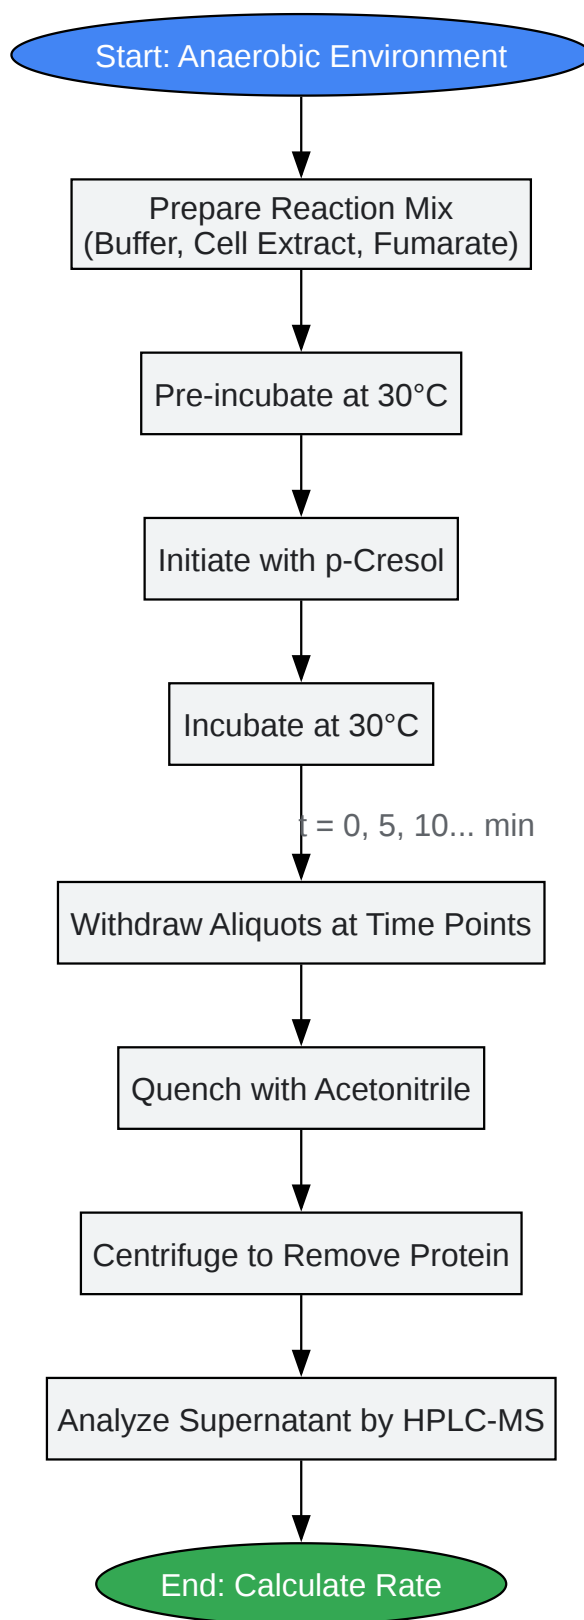 Start: Anaerobic Environment
Prepare Reaction Mix
(Buffer, Cell Extract, Fumarate)
Pre-incubate at 30°C
Initiate with p-Cresol
Incubate at 30°C
t = 0, 5, 10... min
Withdraw Aliquots at Time Points
Quench with Acetonitrile
Centrifuge to Remove Protein
Analyze Supernatant by HPLC-MS
End: Calculate Rate